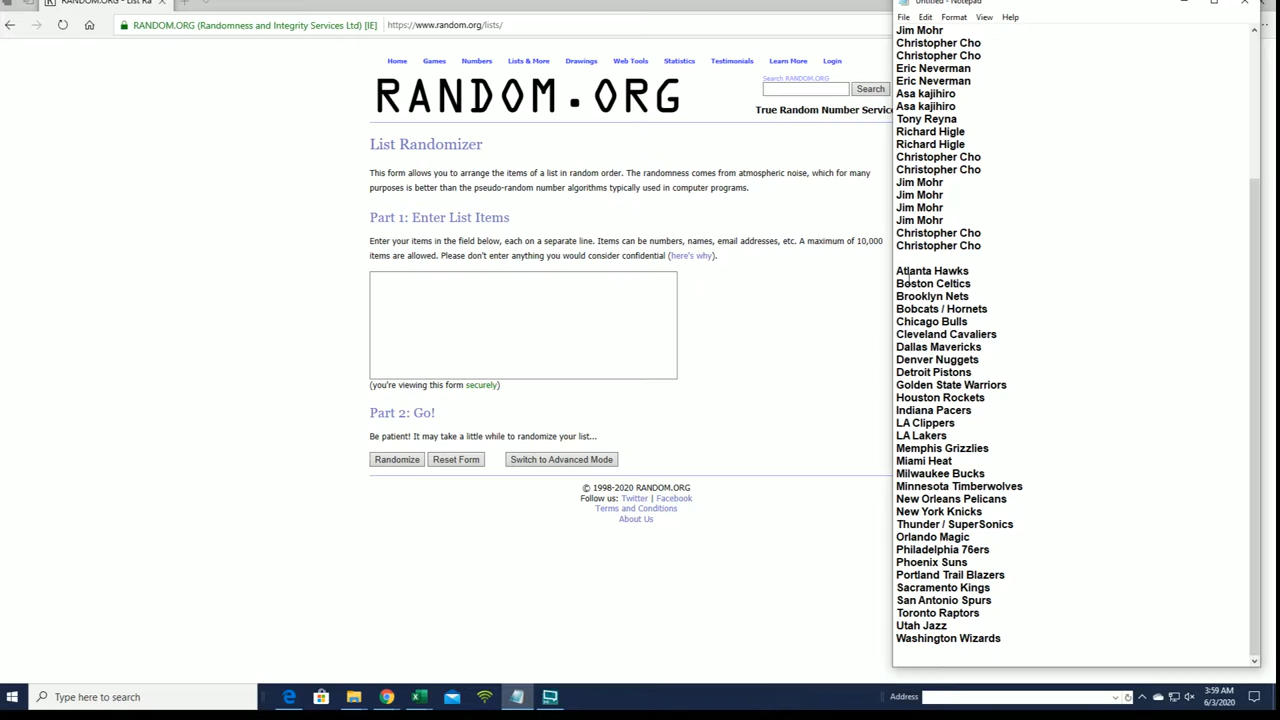 RANDOM.ORG - List Ra
Untitled - Notepad
RANDOM.ORG (Randomness and Integrity Services Ltd) [IE]
https://www.random.org/lists/
File Edit Format View Help
Home Games Numbers Lists & More Drawings Web Tools Statistics Testimonials Learn More Login
RANDOM.ORG
Search RANDOM.ORG
Search
True Random Number Service
List Randomizer
This form allows you to arrange the items of a list in random order. The randomness comes from atmospheric noise, which for many
purposes is better than the pseudo-random number algorithms typically used in computer programs.
Part 1: Enter List Items
Enter your items in the field below, each on a separate line. Items can be numbers, names, email addresses, etc. A maximum of 10,000
items are allowed. Please don't enter anything you would consider confidential (here's why).
(you're viewing this form securely)
Part 2: Go!
Be patient! It may take a little while to randomize your list...
Randomize Reset Form Switch to Advanced Mode
© 1998-2020 RANDOM.ORG
Follow us: Twitter | Facebook
Terms and Conditions
About Us
Jim Mohr
Christopher Cho
Christopher Cho
Eric Neverman
Eric Neverman
Asa kajihiro
Asa kajihiro
Tony Reyna
Richard Higle
Richard Higle
Christopher Cho
Christopher Cho
Jim Mohr
Jim Mohr
Jim Mohr
Jim Mohr
Christopher Cho
Christopher Cho
Atlanta Hawks
Boston Celtics
Brooklyn Nets
Bobcats / Hornets
Chicago Bulls
Cleveland Cavaliers
Dallas Mavericks
Denver Nuggets
Detroit Pistons
Golden State Warriors
Houston Rockets
Indiana Pacers
LA Clippers
LA Lakers
Memphis Grizzlies
Miami Heat
Milwaukee Bucks
Minnesota Timberwolves
New Orleans Pelicans
New York Knicks
Thunder / SuperSonics
Orlando Magic
Philadelphia 76ers
Phoenix Suns
Portland Trail Blazers
Sacramento Kings
San Antonio Spurs
Toronto Raptors
Utah Jazz
Washington Wizards
Type here to search
Address
3:59 AM
6/3/2020